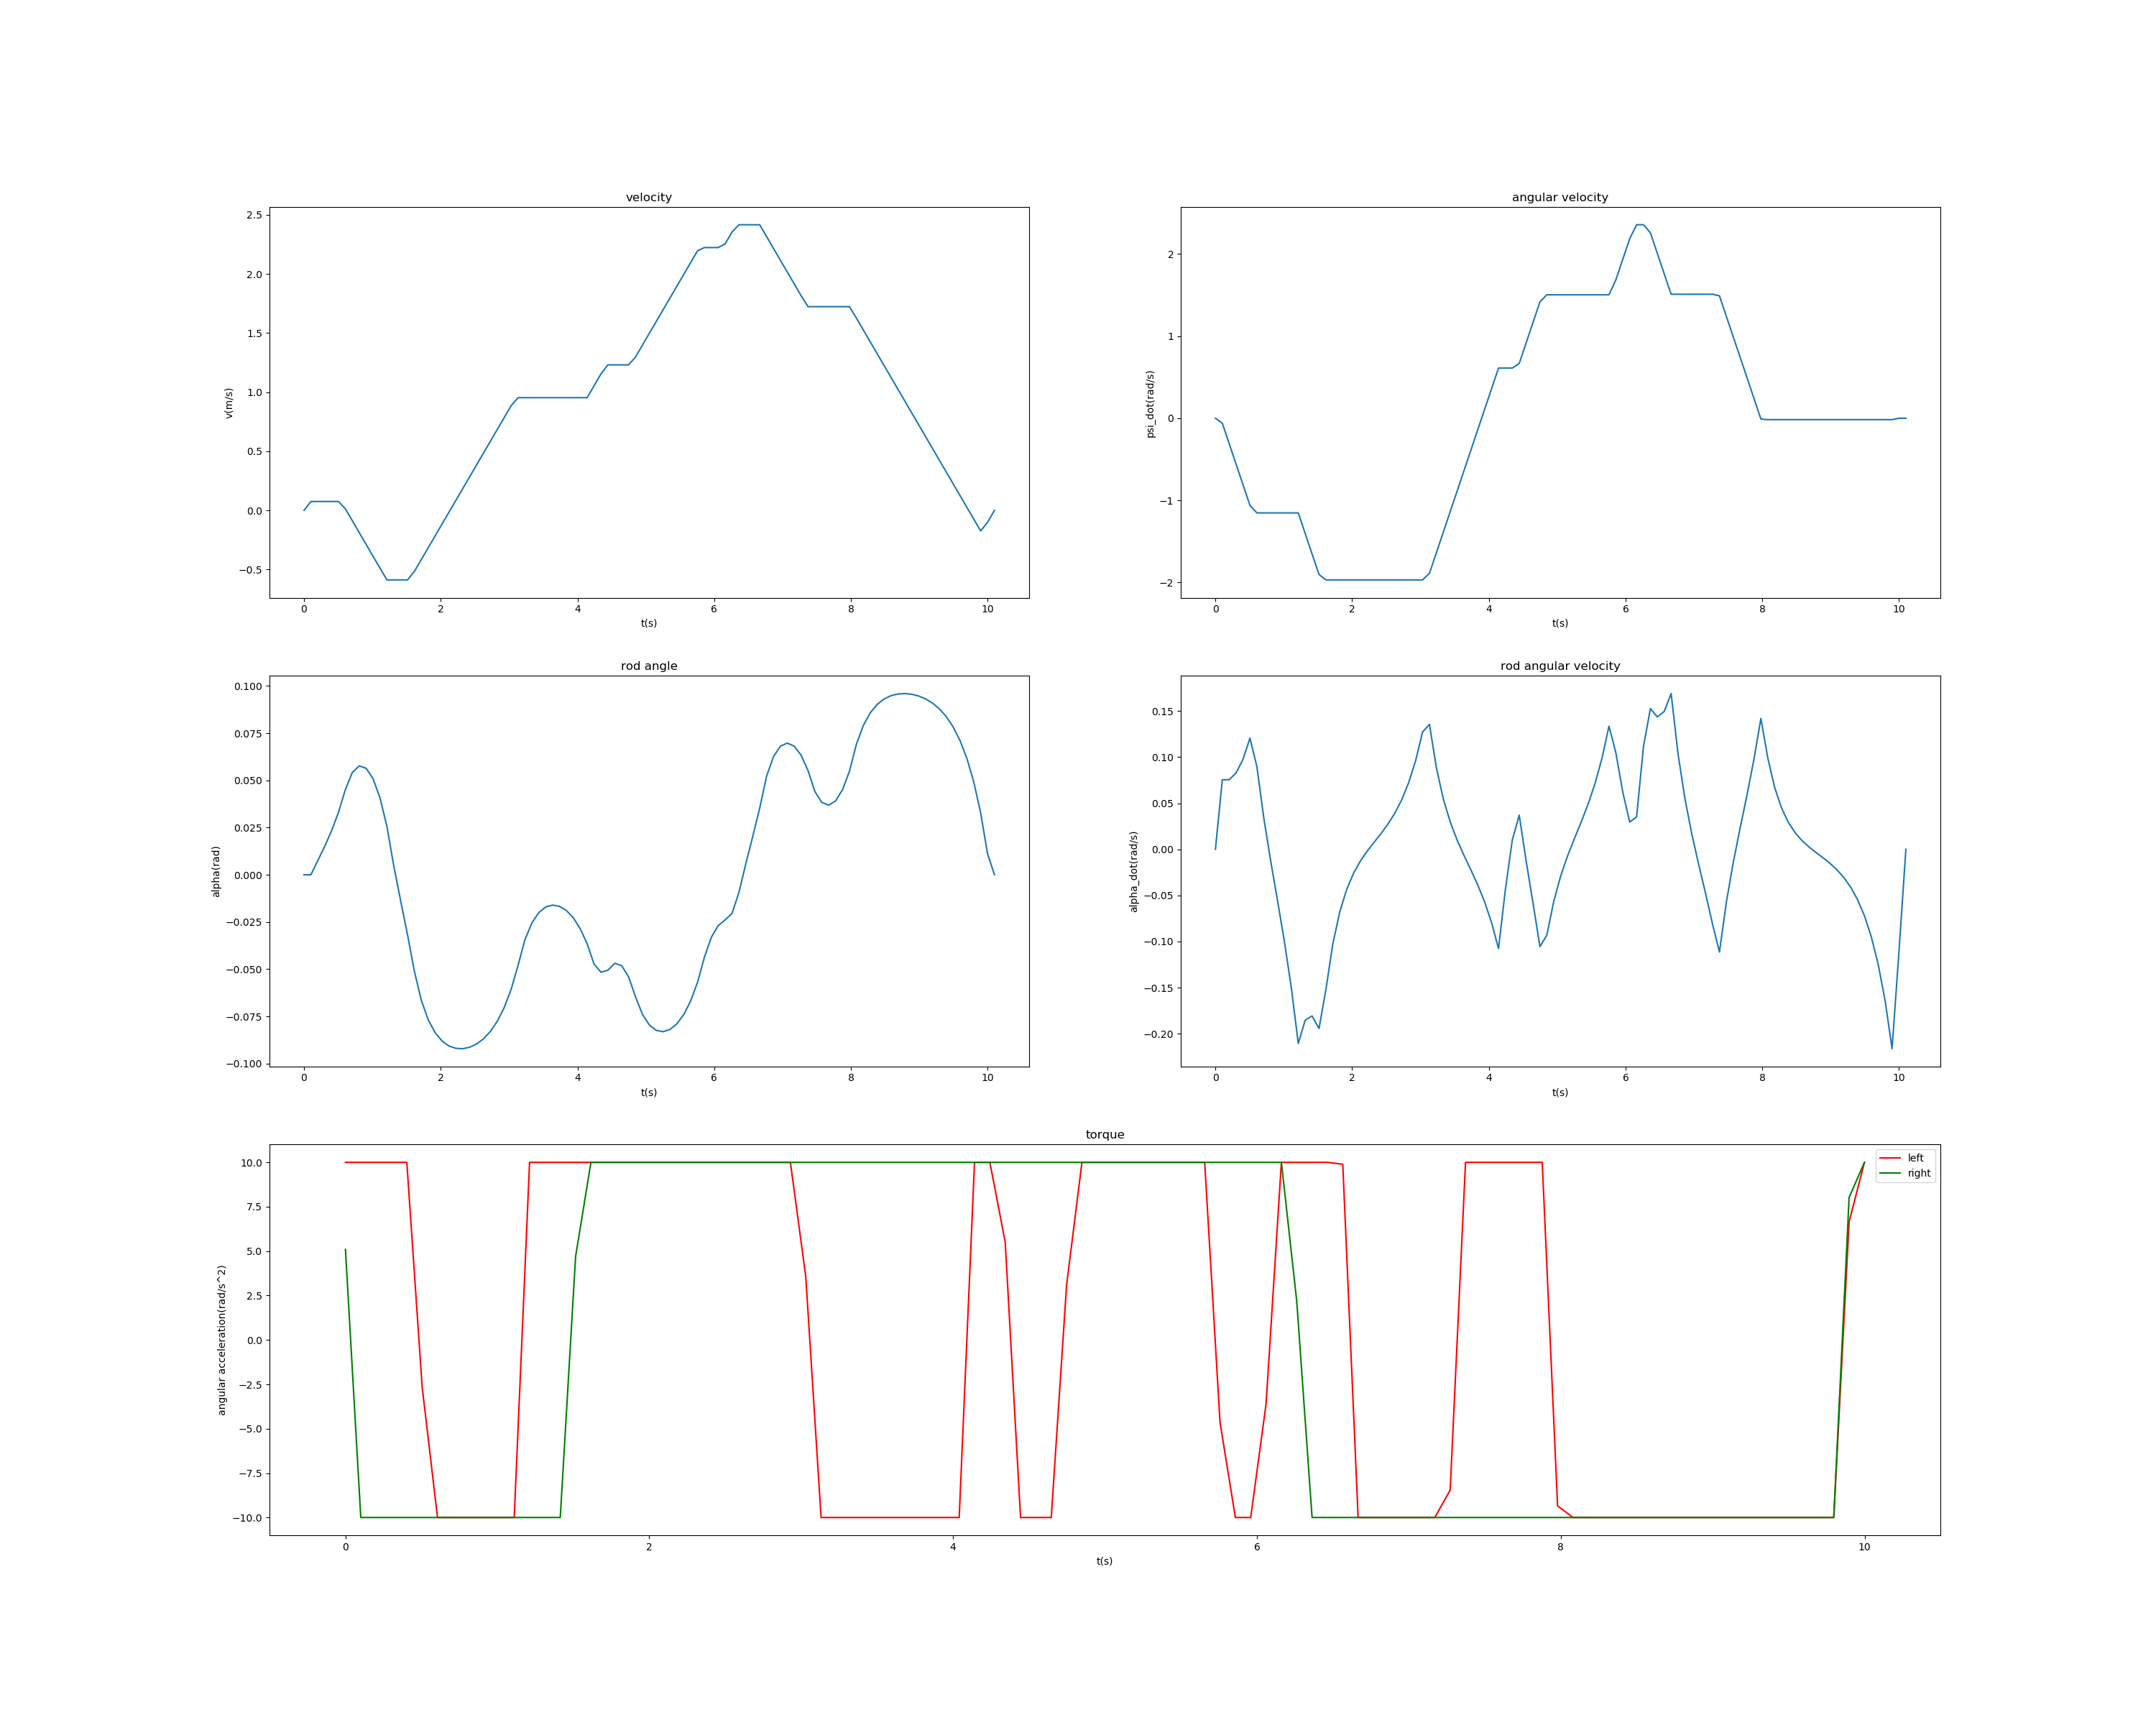 velocity
2.5
2.0
1.5
1.0
0.5
0.0
−0.5
v(m/s)
0 2 4 6 8 10
t(s)
angular velocity
2
1
0
−1
−2
psi_dot(rad/s)
0 2 4 6 8 10
t(s)
rod angle
0.100
0.075
0.050
0.025
0.000
−0.025
−0.050
−0.075
−0.100
alpha(rad)
0 2 4 6 8 10
t(s)
rod angular velocity
0.15
0.10
0.05
0.00
−0.05
−0.10
−0.15
−0.20
alpha_dot(rad/s)
0 2 4 6 8 10
t(s)
torque
10.0
7.5
5.0
2.5
0.0
−2.5
−5.0
−7.5
−10.0
angular acceleration(rad/s^2)
left
right
0 2 4 6 8 10
t(s)